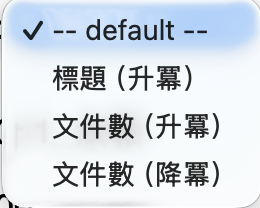 ✓ -- default --
標題 (升冪)
文件數 (升冪)
文件數 (降冪)